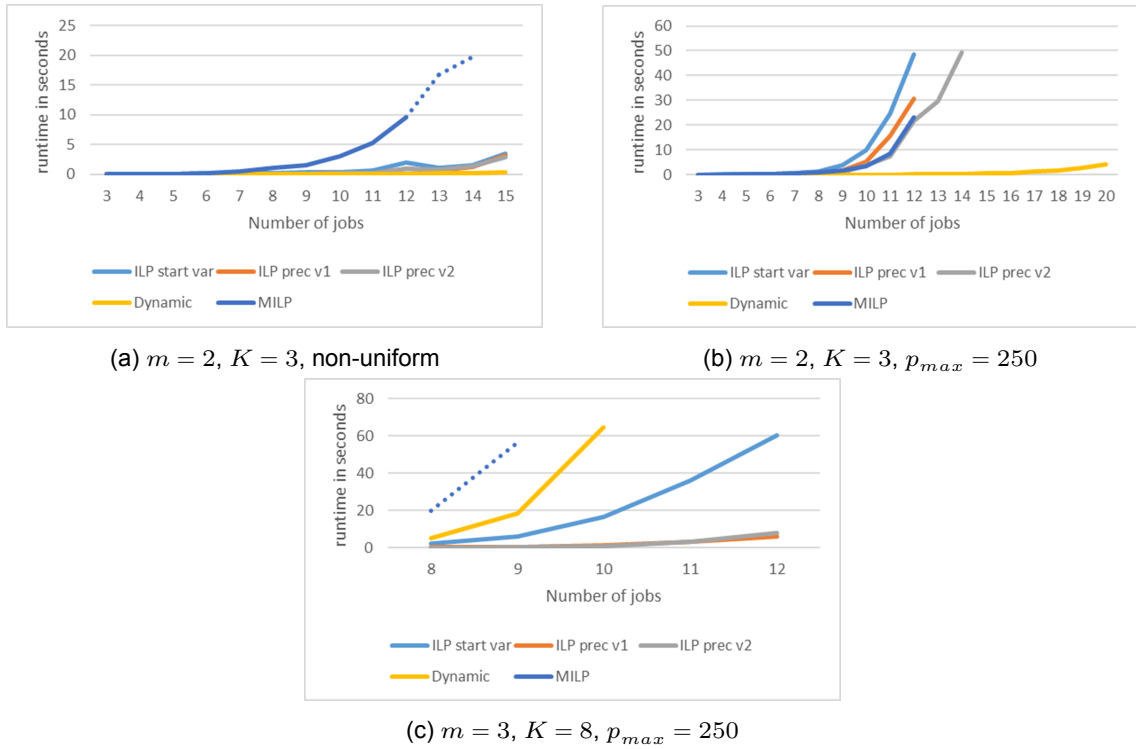 25
20
15
10
5
0
runtime in seconds
3 4 5 6 7 8 9 10 11 12 13 14 15
Number of jobs
ILP start var ILP prec v1 ILP prec v2
Dynamic MILP
(a) m = 2, K = 3, non-uniform
60
50
40
30
20
10
0
runtime in seconds
3 4 5 6 7 8 9 10 11 12 13 14 15 16 17 18 19 20
Number of jobs
ILP start var ILP prec v1 ILP prec v2
Dynamic MILP
(b) m = 2, K = 3, p_{max} = 250
80
60
40
20
0
runtime in seconds
8 9 10 11 12
Number of jobs
ILP start var ILP prec v1 ILP prec v2
Dynamic MILP
(c) m = 3, K = 8, p_{max} = 250